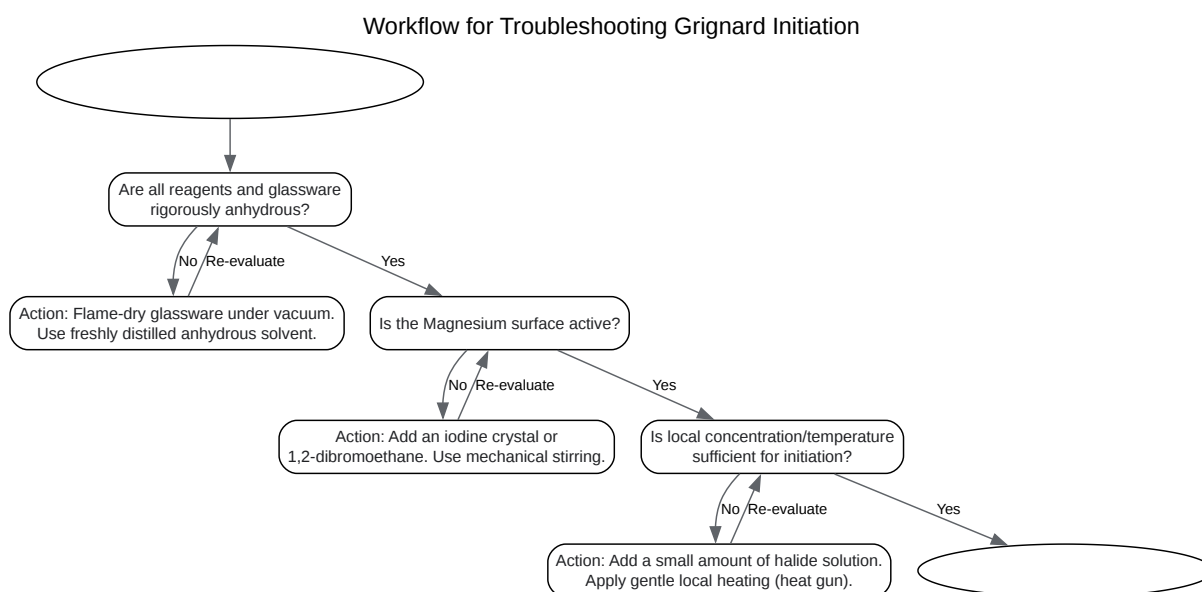 Workflow for Troubleshooting Grignard Initiation
Are all reagents and glassware
rigorously anhydrous?
No
Re-evaluate
Yes
Action: Flame-dry glassware under vacuum.
Use freshly distilled anhydrous solvent.
Is the Magnesium surface active?
No
Re-evaluate
Yes
Action: Add an iodine crystal or
1,2-dibromoethane. Use mechanical stirring.
Is local concentration/temperature
sufficient for initiation?
No
Re-evaluate
Yes
Action: Add a small amount of halide solution.
Apply gentle local heating (heat gun).